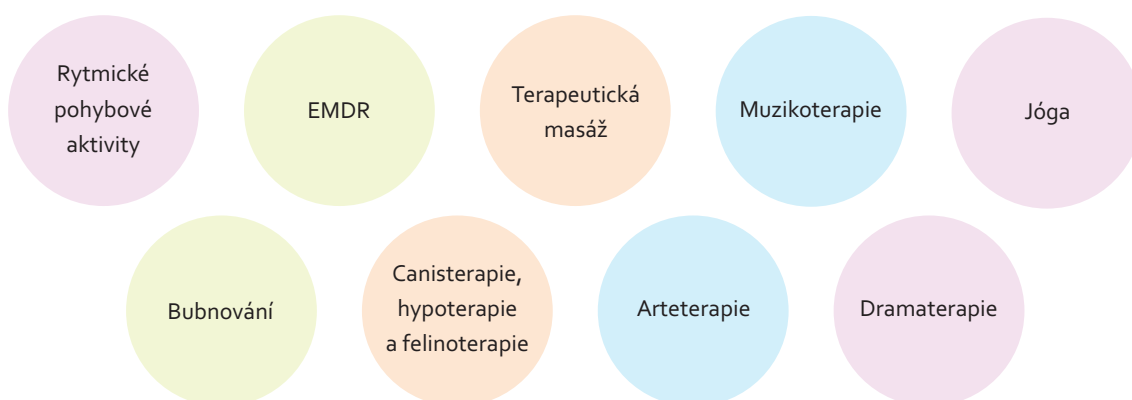 Rytmické
pohybové
aktivity
EMDR
Terapeutická
masáž
Muzikoterapie
Jóga
Bubnování
Canisterapie,
hypoterapie
a felinoterapie
Arteterapie
Dramaterapie